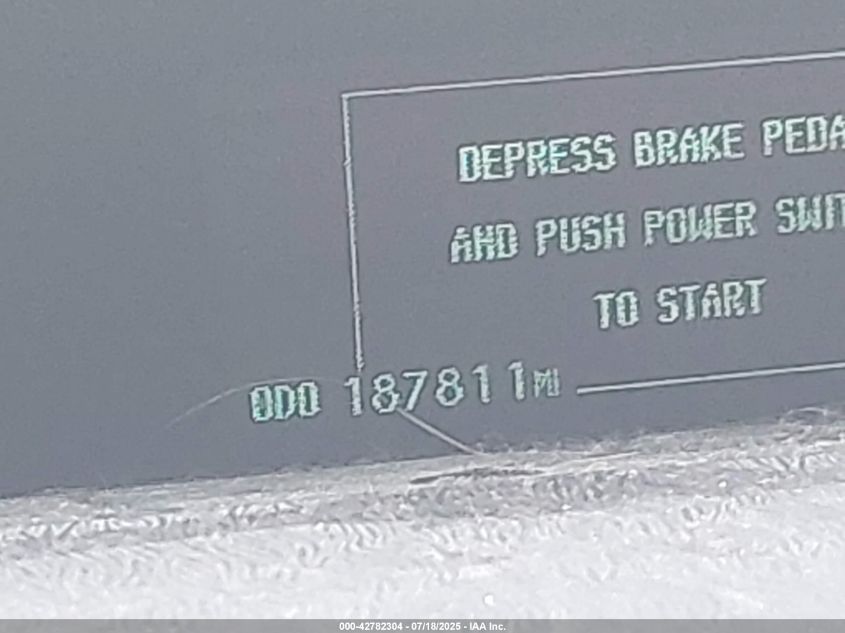 DEPRESS BRAKE PEDA
AND PUSH POWER SWIT
TO START
ODO 187811MI
000-42782304 - 07/18/2025 - IAA Inc.